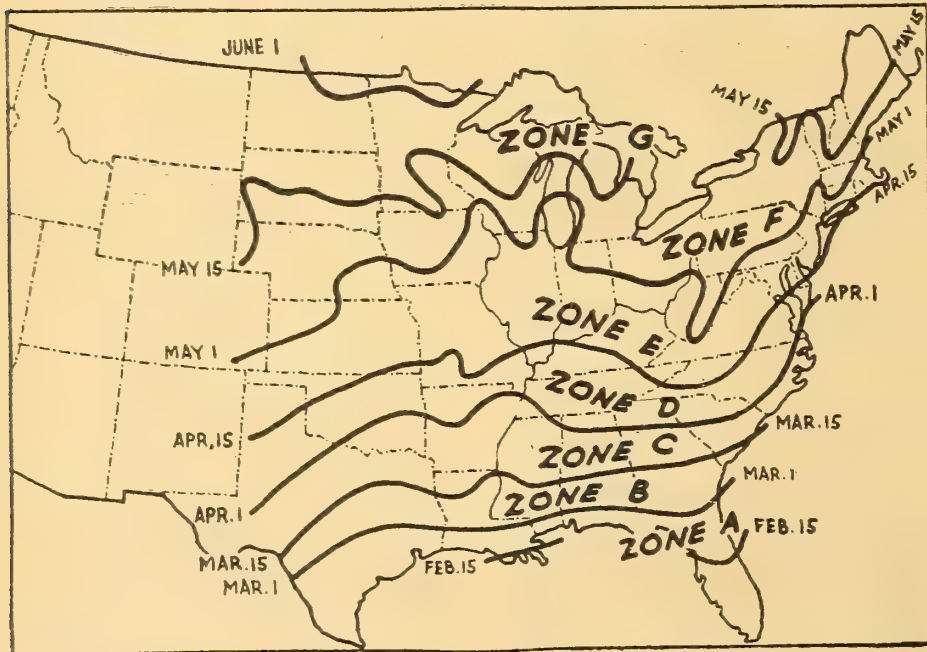 JUNE 1
MAY 15
MAY 15
MAY 1
APR. 15
ZONE G
ZONE F
MAY 15
APR. 1
ZONE E
MAY 1
ZONE D
APR. 15
MAR. 15
ZONE C
MAR. 1
ZONE B
APR. 1
ZONE A
FEB. 15
MAR. 15
FEB. 15
MAR. 1